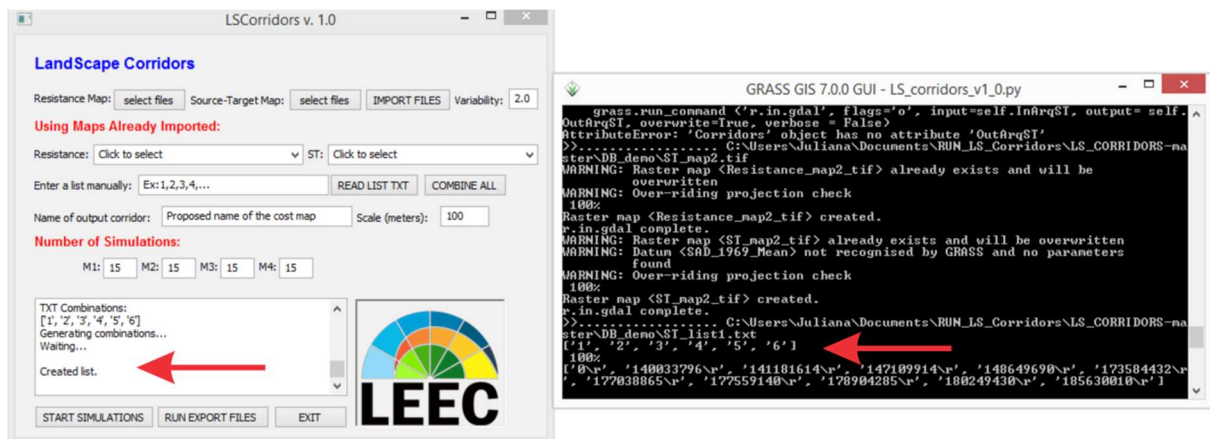 LSCorridors v. 1.0
LandScape Corridors
Resistance Map: select files Source-Target Map: select files IMPORT FILES Variability: 2.0
Using Maps Already Imported:
Resistance: Click to select ST: Click to select
Enter a list manually: Ex:1,2,3,4,... READ LIST TXT COMBINE ALL
Name of output corridor: Proposed name of the cost map Scale (meters): 100
Number of Simulations:
M1: 15 M2: 15 M3: 15 M4: 15
TXT Combinations:
['1', '2', '3', '4', '5', '6']
Generating combinations...
Waiting...
Created list.
LEEC
START SIMULATIONS RUN EXPORT FILES EXIT
GRASS GIS 7.0.0 GUI - LS_corridors_v1_0.py
grass.run_command ('r.in.gdal', flags='o', input=self.InArqST, output= self.
OutArqST, overwrite=True, verbose = False)
AttributeError: 'Corridors' object has no attribute 'OutArqST'
>>.................. C:\Users\Juliana\Documents\RUN_LS_Corridors\LS_CORRIDORS-ma
ster\DB_demo\ST_map2.tif
WARNING: Raster map <Resistance_map2_tif> already exists and will be
overwritten
WARNING: Over-riding projection check
100%
Raster map <Resistance_map2_tif> created.
r.in.gdal complete.
WARNING: Raster map <ST_map2_tif> already exists and will be overwritten
WARNING: Datum <SAD_1969_Mean> not recognised by GRASS and no parameters
found
WARNING: Over-riding projection check
100%
Raster map <ST_map2_tif> created.
r.in.gdal complete.
>>.................. C:\Users\Juliana\Documents\RUN_LS_Corridors\LS_CORRIDORS-ma
ster\DB_demo\ST_list1.txt
['1', '2', '3', '4', '5', '6']
100%
['0\r', '140033796\r', '141181614\r', '147109914\r', '148649690\r', '173584432\r
', '177038865\r', '177559140\r', '178904285\r', '180249430\r', '185630010\r']